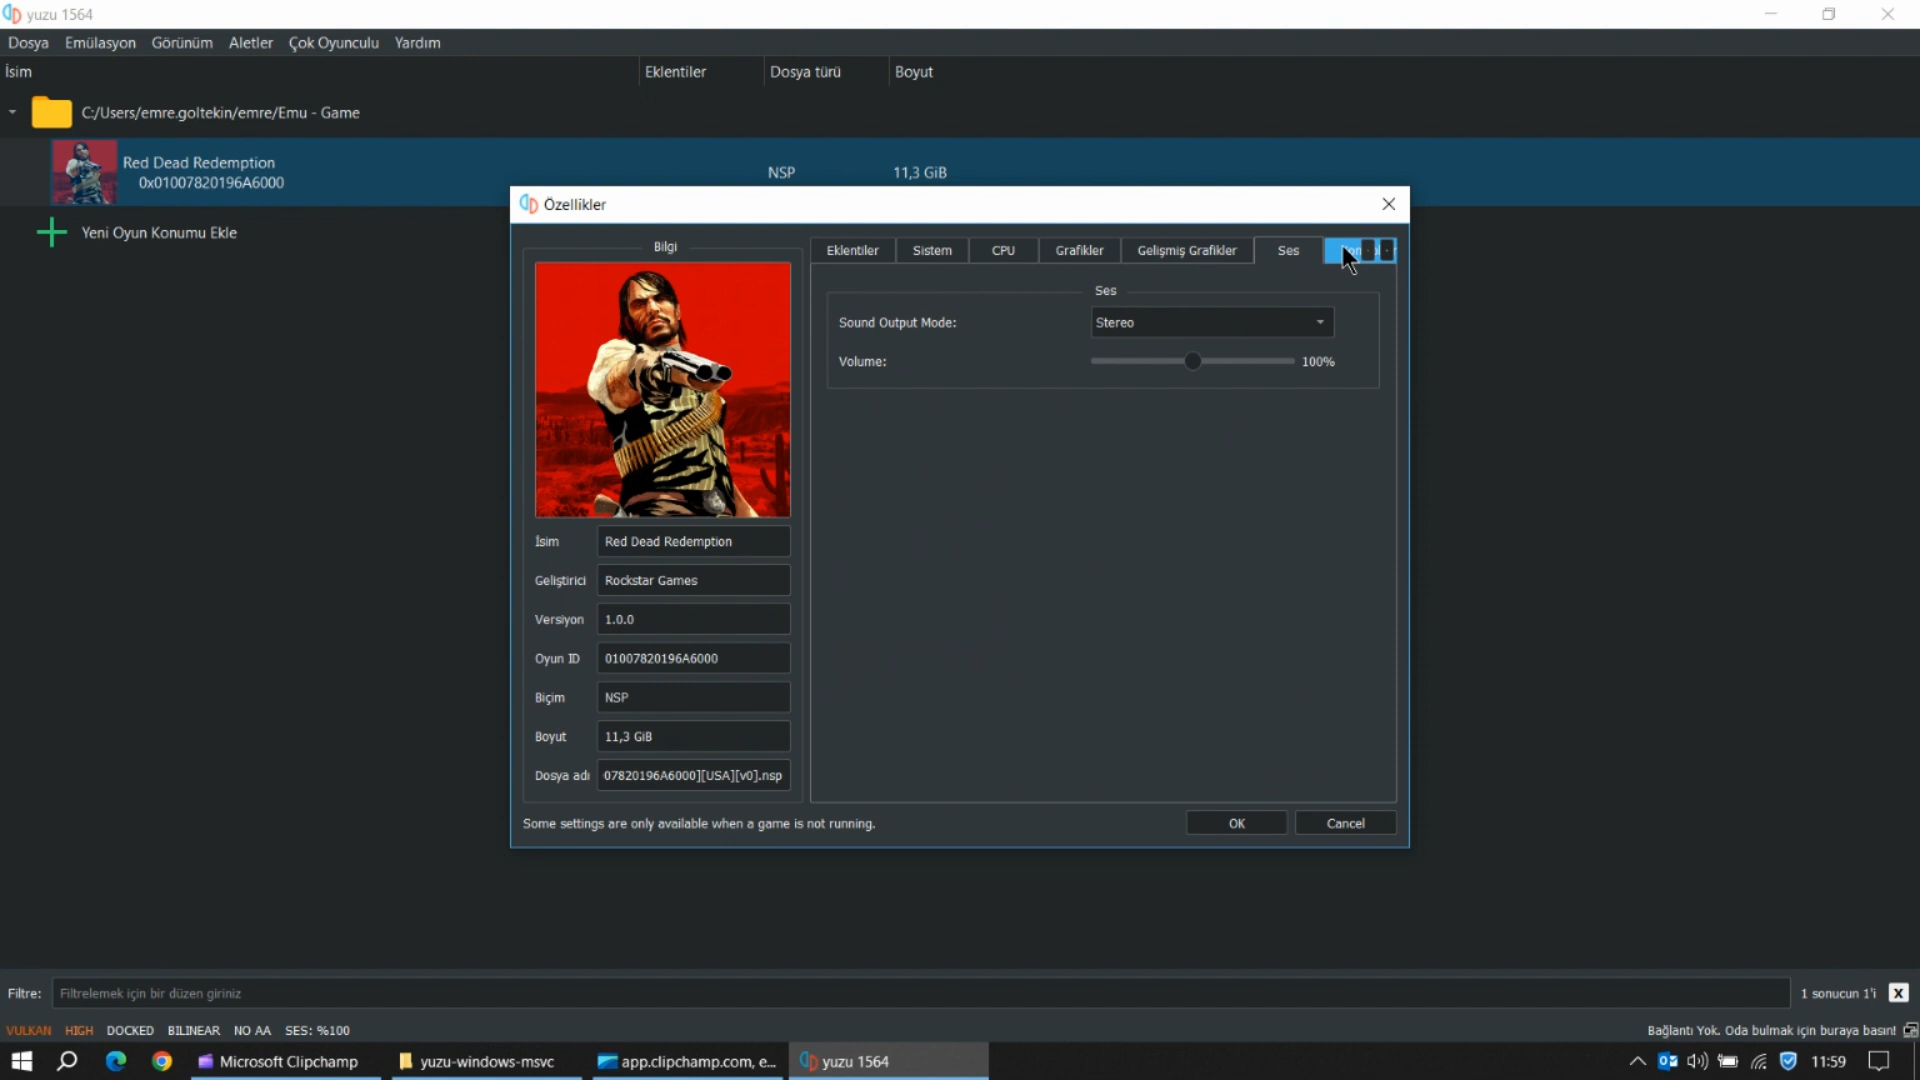 yuzu 1564
Dosya Emülasyon Görünüm Aletler Çok Oyunculu Yardım
İsim Eklentiler Dosya türü Boyut
C:/Users/emre.goltekin/emre/Emu - Game
Red Dead Redemption
0x01007820196A6000
NSP 11,3 GiB
Yeni Oyun Konumu Ekle
Özellikler
Bilgi
Eklentiler Sistem CPU Grafikler Gelişmiş Grafikler Ses
Ses
Sound Output Mode: Stereo
Volume: 100%
İsim Red Dead Redemption
Geliştirici Rockstar Games
Versiyon 1.0.0
Oyun ID 01007820196A6000
Biçim NSP
Boyut 11,3 GiB
Dosya adı 07820196A6000][USA][v0].nsp
Some settings are only available when a game is not running.
OK Cancel
Filtre: Filtrelemek için bir düzen giriniz 1 sonucun 1'i X
VULKAN HIGH DOCKED BILINEAR NO AA SES: %100
Bağlantı Yok. Oda bulmak için buraya basın!
Microsoft Clipchamp yuzu-windows-msvc app.clipchamp.com, e... yuzu 1564 11:59